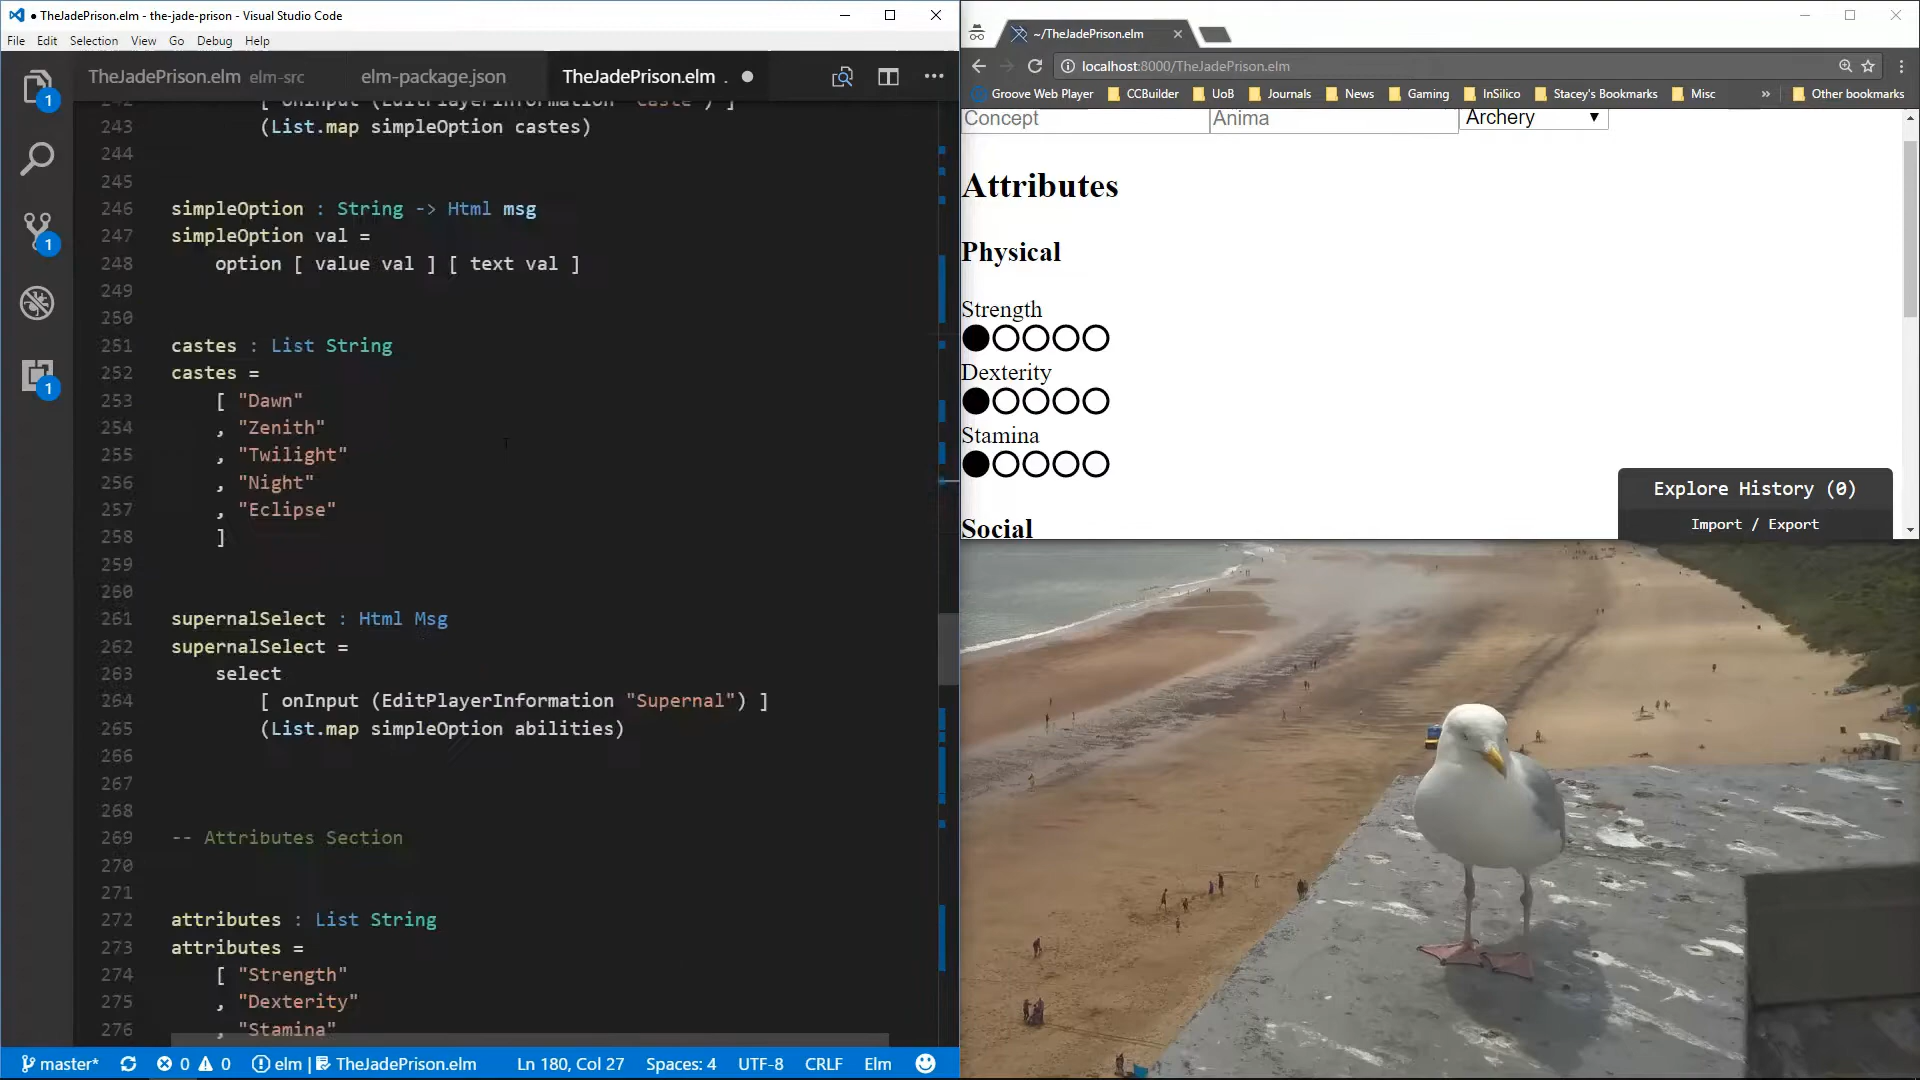 TheJadePrison.elm - the-jade-prison - Visual Studio Code
File Edit Selection View Go Debug Help
TheJadePrison.elm elm-src elm-package.json TheJadePrison.elm .
242 [ onInput (EditPlayerInformation "Caste") ]
243 (List.map simpleOption castes)
244
245
246 simpleOption : String -> Html msg
247 simpleOption val =
248 option [ value val ] [ text val ]
249
250
251 castes : List String
252 castes =
253 [ "Dawn"
254 , "Zenith"
255 , "Twilight"
256 , "Night"
257 , "Eclipse"
258 ]
259
260
261 supernalSelect : Html Msg
262 supernalSelect =
263 select
264 [ onInput (EditPlayerInformation "Supernal") ]
265 (List.map simpleOption abilities)
266
267
268
269 -- Attributes Section
270
271
272 attributes : List String
273 attributes =
274 [ "Strength"
275 , "Dexterity"
276 , "Stamina"
1
1
1
master* 0 0 elm | TheJadePrison.elm Ln 180, Col 27 Spaces: 4 UTF-8 CRLF Elm
~/TheJadePrison.elm
localhost:8000/TheJadePrison.elm
Groove Web Player CCBuilder UoB Journals News Gaming InSilico Stacey's Bookmarks Misc » Other bookmarks
Concept Anima Archery
Attributes
Physical
Strength
Dexterity
Stamina
Social
Explore History (0)
Import / Export